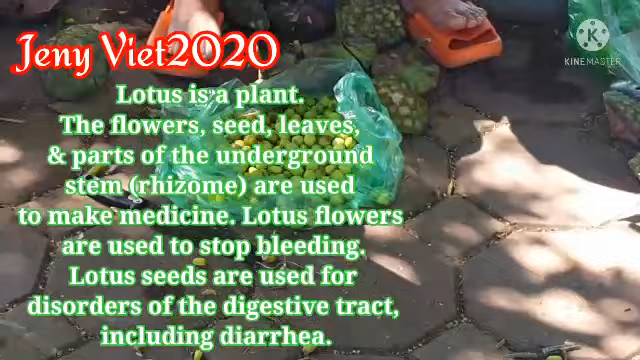 Jeny Viet2020
KINEMASTER
Lotus is a plant.
The flowers, seed, leaves,
& parts of the underground
stem (rhizome) are used
to make medicine. Lotus flowers
are used to stop bleeding.
Lotus seeds are used for
disorders of the digestive tract,
including diarrhea.